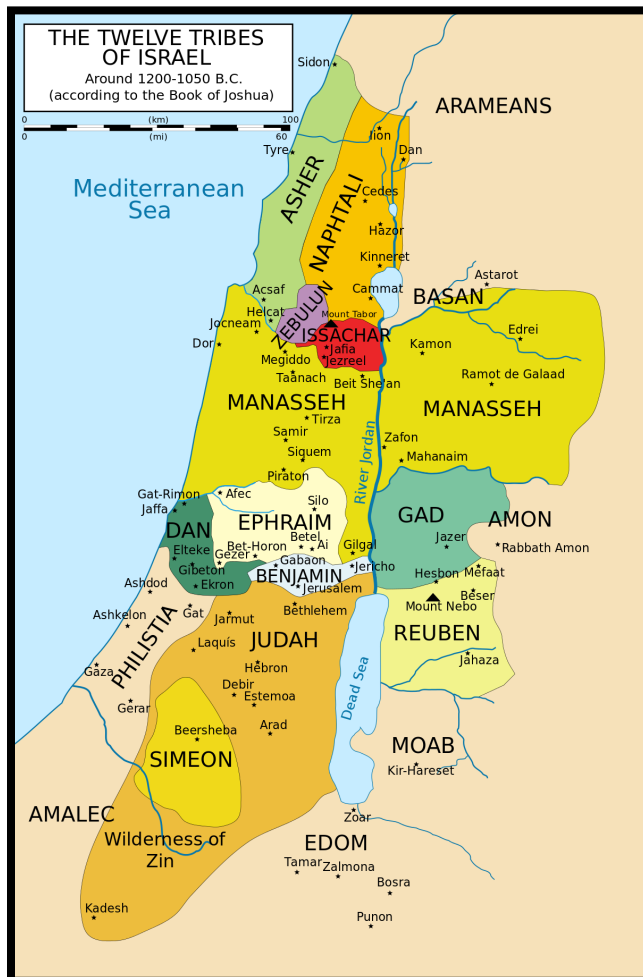 THE TWELVE TRIBES
OF ISRAEL
Around 1200-1050 B.C.
(according to the Book of Joshua)
0 (km) 100
0 (mi) 60
Sidon
ARAMEANS
Iion
Tyre
Dan
Mediterranean
Sea
ASHER
NAPHTALI
Cedes
Hazor
Kinneret
Astarot
Acsaf
Cammat
BASAN
Helcat
ZEBULUN
Mount Tabor
Jocneam
ISSACHAR
Edrei
Dor
Jafia
Kamon
Megiddo
Jezreel
Taanach
Beit She'an
Ramot de Galaad
MANASSEH
MANASSEH
Tirza
Samir
River Jordan
Zafon
Siquem
Mahanaim
Piraton
Gat-Rimon
Afec
Jaffa
Silo
DAN
EPHRAIM
GAD
AMON
Betel
Jazer
Elteke
Bet-Horon
Ai
Gilgal
Rabbath Amon
Gezer
Gabaon
Gibeton
BENJAMIN
Jericho
Hesbon
Mefaat
Ashdod
Ekron
Jerusalem
Beser
Mount Nebo
Ashkelon
Gat
Jarmut
Bethlehem
PHILISTIA
JUDAH
REUBEN
Laquís
Hebron
Jahaza
Gaza
Dead Sea
Debir
Estemoa
Gerar
Beersheba
Arad
MOAB
SIMEON
Kir-Hareset
AMALEC
Zoar
Wilderness of
Zin
EDOM
Tamar
Zalmona
Bosra
Kadesh
Punon